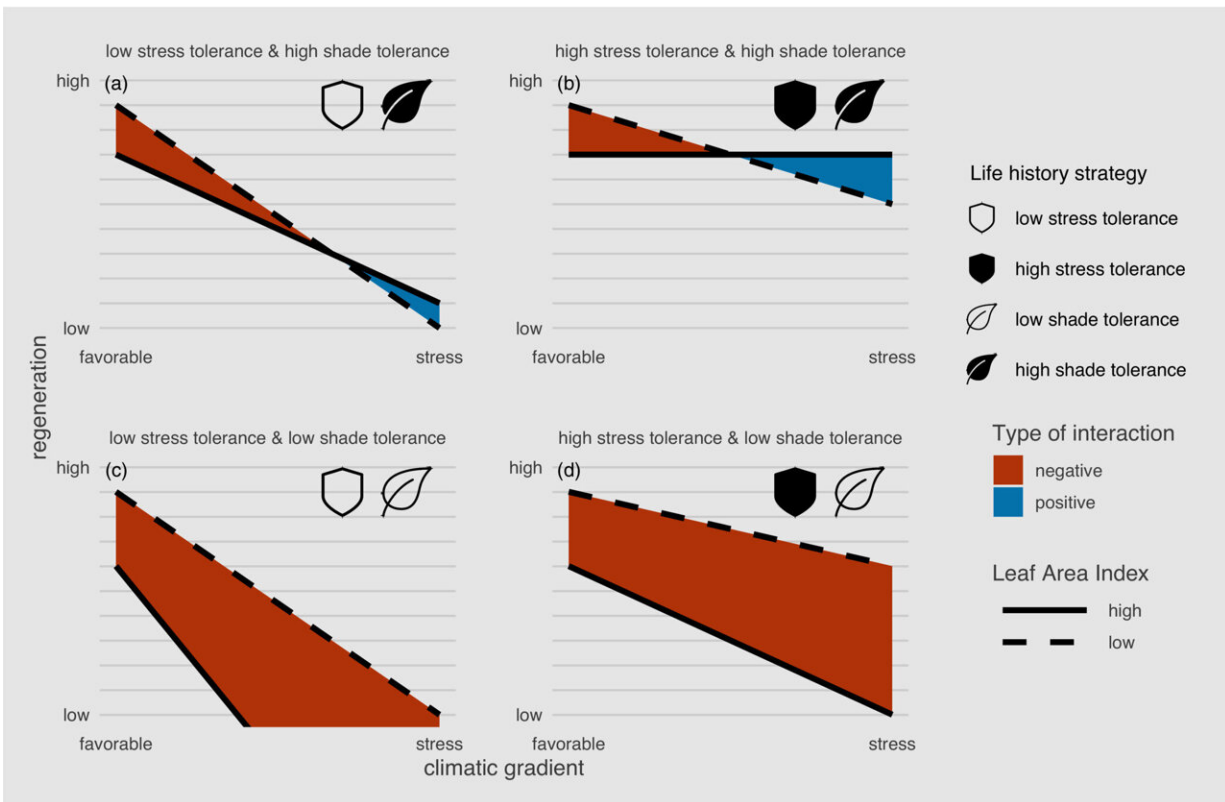 low stress tolerance & high shade tolerance
high
(a)
low
favorable
stress
high stress tolerance & high shade tolerance
high
(b)
low
favorable
stress
low stress tolerance & low shade tolerance
high
(c)
low
favorable
stress
high stress tolerance & low shade tolerance
high
(d)
low
favorable
stress
regeneration
climatic gradient
Life history strategy
low stress tolerance
high stress tolerance
low shade tolerance
high shade tolerance
Type of interaction
negative
positive
Leaf Area Index
high
low